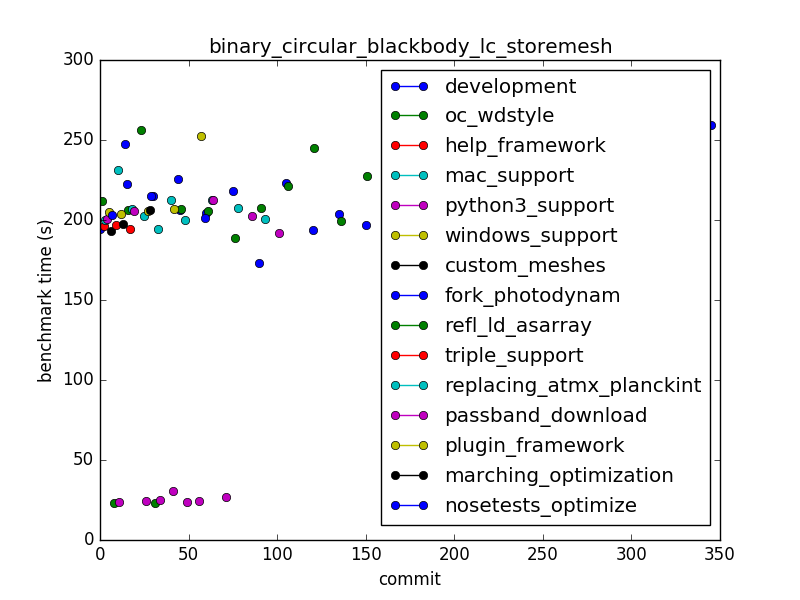 binary_circular_blackbody_lc_storemesh
300
250
200
150
100
50
0
benchmark time (s)
development
oc_wdstyle
help_framework
mac_support
python3_support
windows_support
custom_meshes
fork_photodynam
refl_ld_asarray
triple_support
replacing_atmx_planckint
passband_download
plugin_framework
marching_optimization
nosetests_optimize
0 50 100 150 200 250 300 350
commit